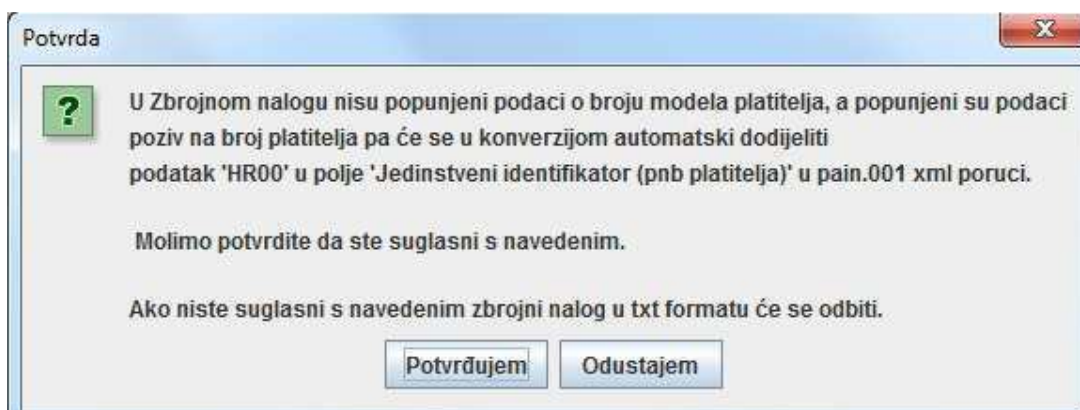 Potvrda
X
?
U Zbrojnom nalogu nisu popunjeni podaci o broju modela platitelja, a popunjeni su podaci
poziv na broj platitelja pa će se u konverzijom automatski dodijeliti
podatak 'HR00' u polje 'Jedinstveni identifikator (pnb platitelja)' u pain.001 xml poruci.
Molimo potvrdite da ste suglasni s navedenim.
Ako niste suglasni s navedenim zbrojni nalog u txt formatu će se odbiti.
Potvrđujem Odustajem